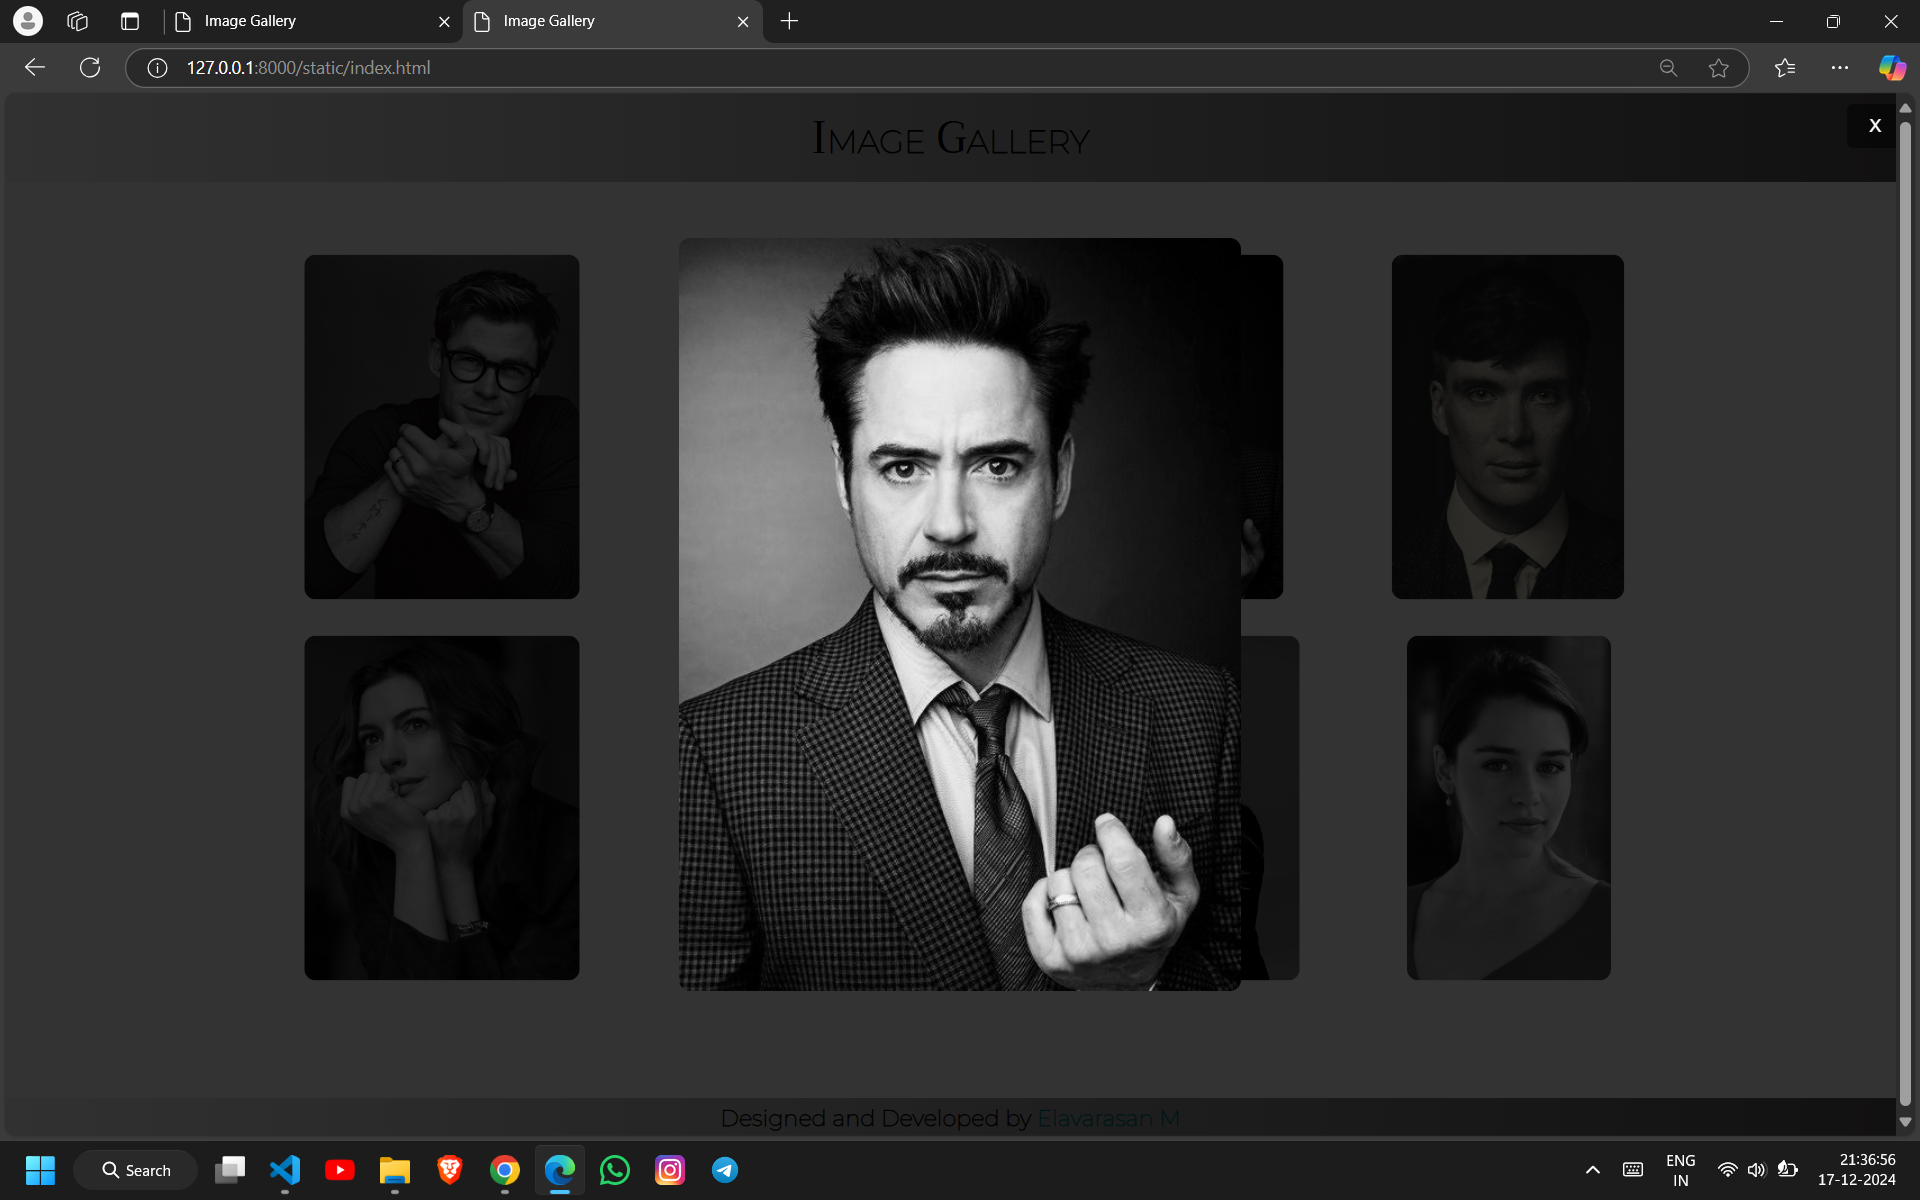 Image Gallery
Image Gallery
127.0.0.1:8000/static/index.html
IMAGE GALLERY
X
Designed and Developed by Elavarasan M
Search
ENG
IN
21:36:56
17-12-2024